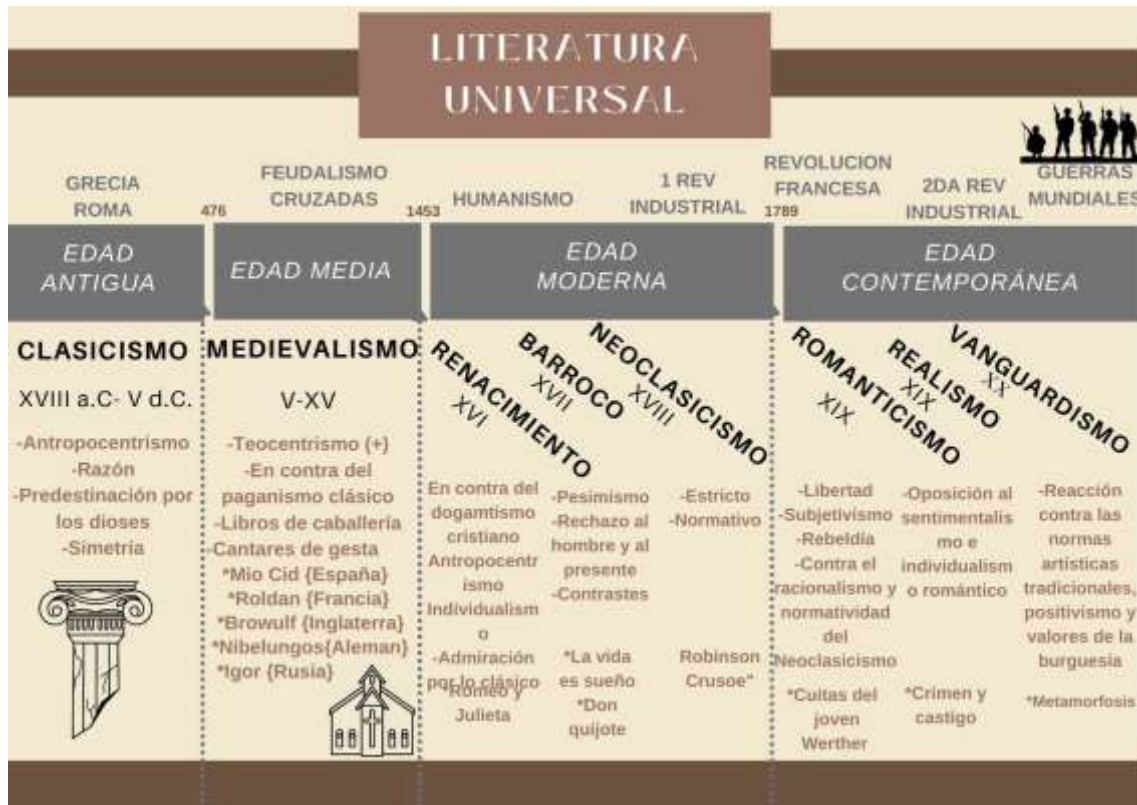 LITERATURA
UNIVERSAL
GRECIA
ROMA
476
FEUDALISMO
CRUZADAS
1453
HUMANISMO
1 REV
INDUSTRIAL
REVOLUCION
FRANCESA
1789
2DA REV
INDUSTRIAL
GUERRAS
MUNDIALES
EDAD
ANTIGUA
EDAD MEDIA
EDAD
MODERNA
EDAD
CONTEMPORÁNEA
CLASICISMO
XVIII a.C- V d.C.
-Antropocentrismo
-Razón
-Predestinación por
los dioses
-Simetría
MEDIEVALISMO
V-XV
-Teocentrismo (+)
-En contra del
paganismo clásico
-Libros de caballería
-Cantares de gesta
*Mio Cid {España}
*Roldan {Francia}
*Browulf {Inglaterra}
*Nibelungos{Aleman}
*Igor {Rusia}
RENACIMIENTO
XVI
En contra del
dogamtismo
cristiano
Antropocentr
ismo
Individualism
o
-Admiración
por lo clásico
*Romeo y
Julieta
BARROCO
XVII
-Pesimismo
-Rechazo al
hombre y al
presente
-Contrastes
*La vida
es sueño
*Don
quijote
NEOCLASICISMO
XVIII
-Estricto
-Normativo
Robinson
Crusoe"
ROMANTICISMO
XIX
-Libertad
-Subjetivismo
-Rebeldía
-Contra el
racionalismo y
normatividad
del
Neoclasicismo
*Cuitas del
joven
Werther
REALISMO
XIX
-Oposición al
sentimentalis
mo e
individualism
o romántico
*Crimen y
castigo
VANGUARDISMO
XX
-Reacción
contra las
normas
artísticas
tradicionales,
positivismo y
valores de la
burguesía
*Metamorfosis